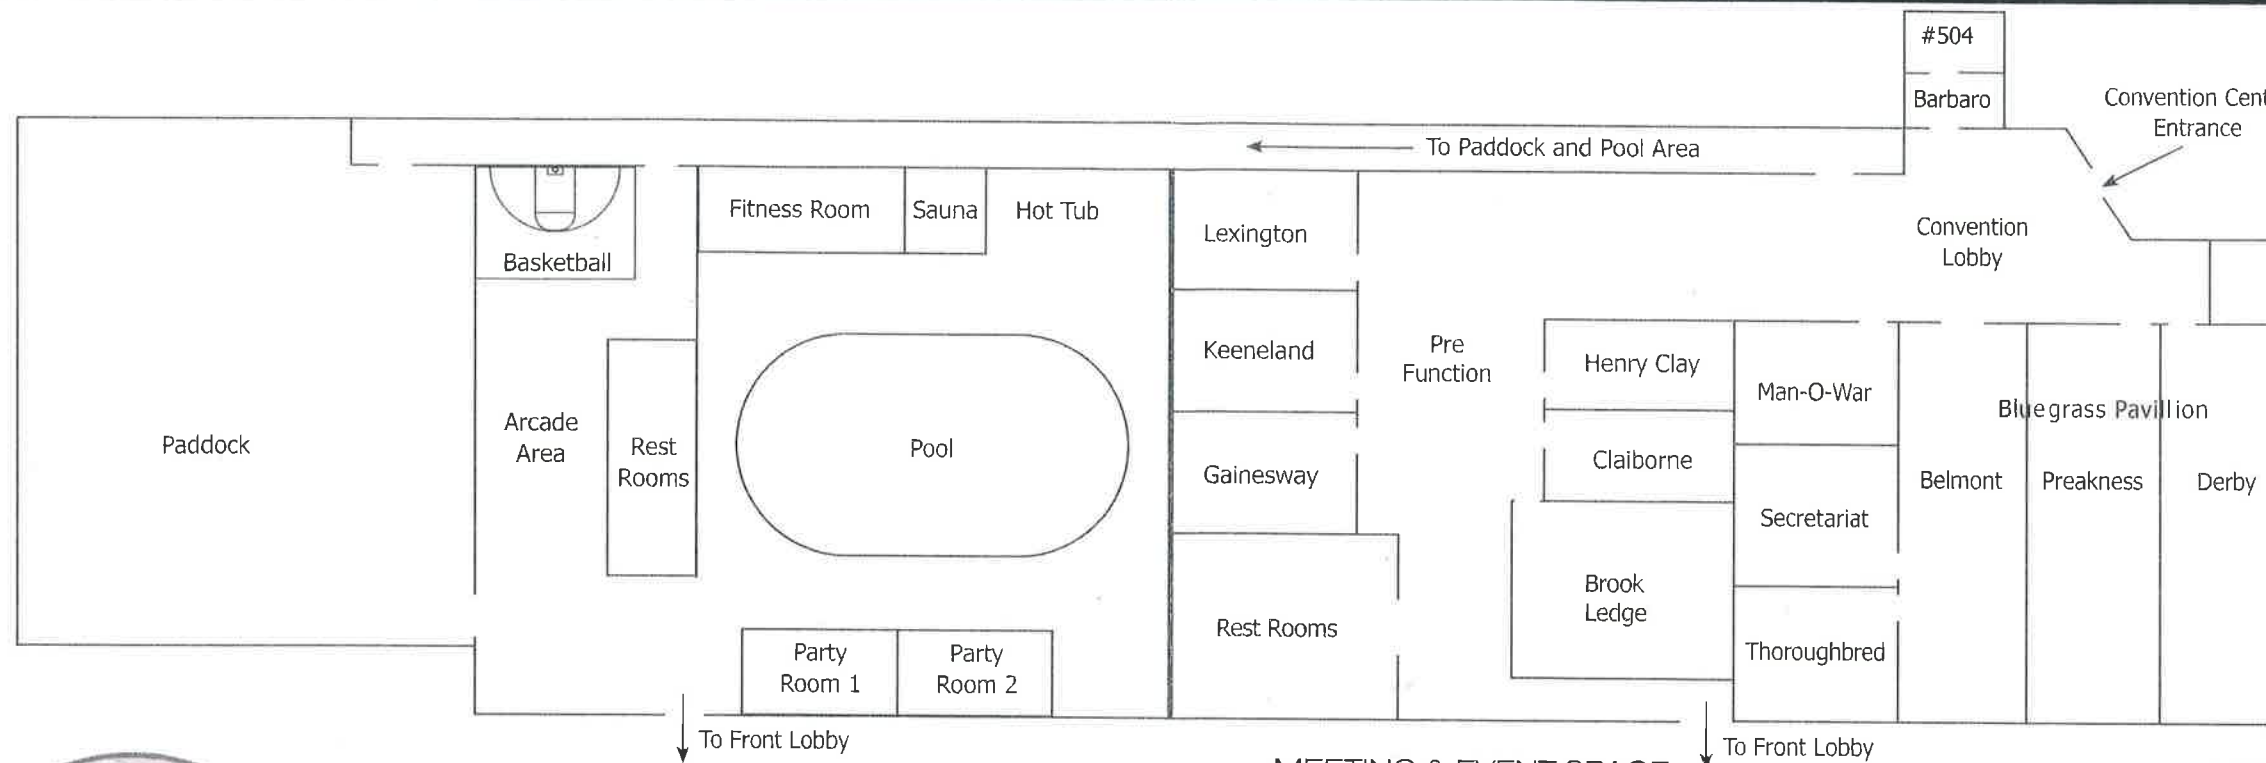 #504
Barbaro
Convention Cent
Entrance
To Paddock and Pool Area
Fitness Room
Sauna
Hot Tub
Basketball
Lexington
Convention
Lobby
Keeneland
Pre
Function
Henry Clay
Man-O-War
Bluegrass Pavillion
Paddock
Arcade
Area
Rest
Rooms
Pool
Gainesway
Claiborne
Secretariat
Belmont
Preakness
Derby
Brook
Ledge
Rest Rooms
Thoroughbred
Party
Room 1
Party
Room 2
To Front Lobby
To Front Lobby
MEETING & EVENT SPACE